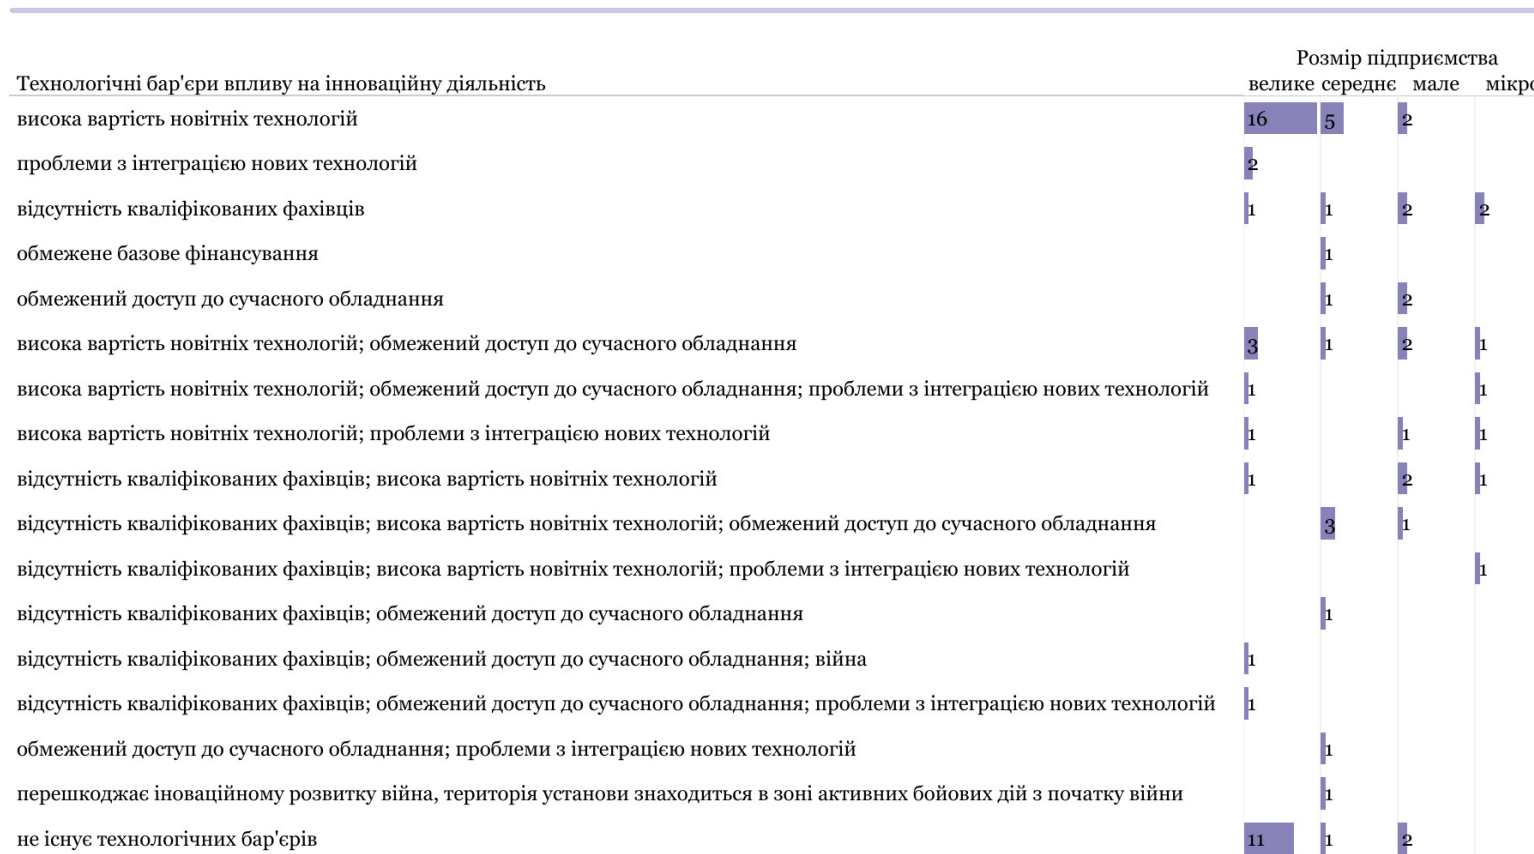 Розмір підприємства
Технологічні бар'єри впливу на інноваційну діяльність велике середнє мале мікро
висока вартість новітніх технологій 16 5 2
проблеми з інтеграцією нових технологій 2
відсутність кваліфікованих фахівців 1 1 2 2
обмежене базове фінансування 1
обмежений доступ до сучасного обладнання 1 2
висока вартість новітніх технологій; обмежений доступ до сучасного обладнання 3 1 2 1
висока вартість новітніх технологій; обмежений доступ до сучасного обладнання; проблеми з інтеграцією нових технологій 1 1
висока вартість новітніх технологій; проблеми з інтеграцією нових технологій 1 1 1
відсутність кваліфікованих фахівців; висока вартість новітніх технологій 1 2 1
відсутність кваліфікованих фахівців; висока вартість новітніх технологій; обмежений доступ до сучасного обладнання 3 1
відсутність кваліфікованих фахівців; висока вартість новітніх технологій; проблеми з інтеграцією нових технологій 1
відсутність кваліфікованих фахівців; обмежений доступ до сучасного обладнання 1
відсутність кваліфікованих фахівців; обмежений доступ до сучасного обладнання; війна 1
відсутність кваліфікованих фахівців; обмежений доступ до сучасного обладнання; проблеми з інтеграцією нових технологій 1
обмежений доступ до сучасного обладнання; проблеми з інтеграцією нових технологій 1
перешкоджає іноваційному розвитку війна, територія установи знаходиться в зоні активних бойових дій з початку війни 1
не існує технологічних бар'єрів 11 1 2